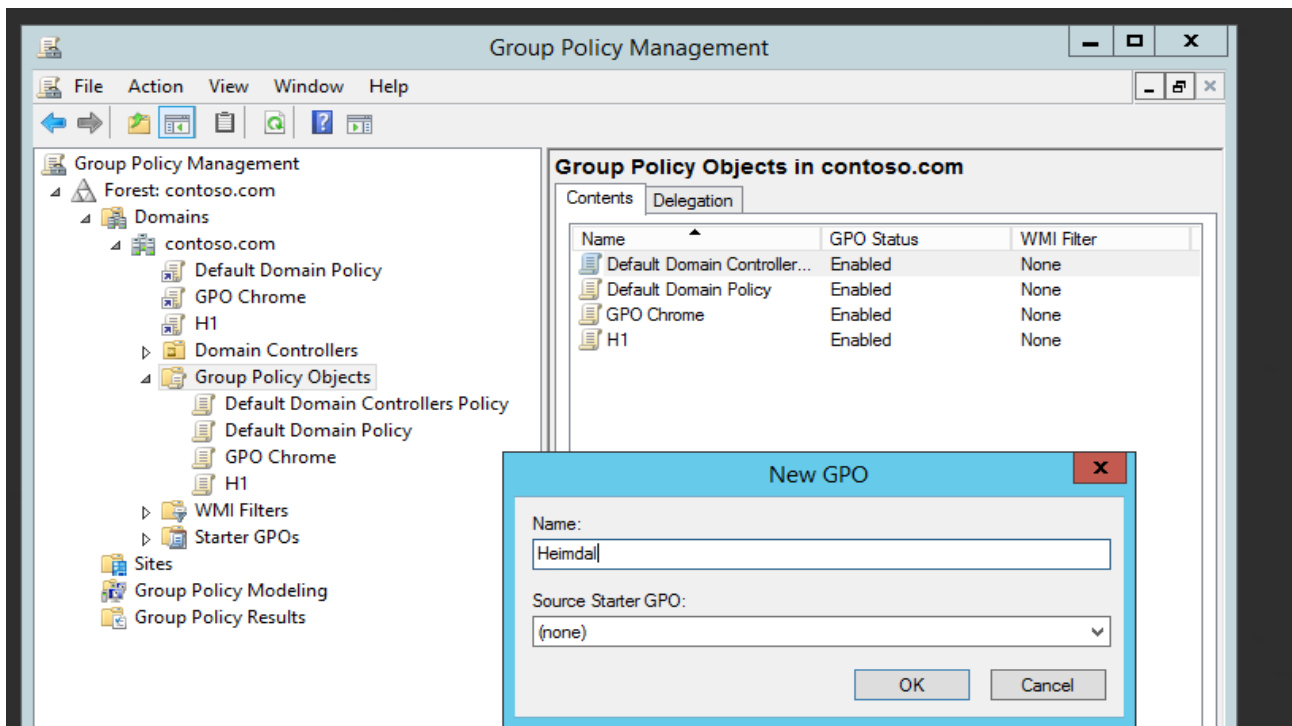 Group Policy Management
File Action View Window Help
Group Policy Management
Forest: contoso.com
Domains
contoso.com
Default Domain Policy
GPO Chrome
H1
Domain Controllers
Group Policy Objects
Default Domain Controllers Policy
Default Domain Policy
GPO Chrome
H1
WMI Filters
Starter GPOs
Sites
Group Policy Modeling
Group Policy Results
Group Policy Objects in contoso.com
Contents Delegation
Name GPO Status WMI Filter
Default Domain Controller... Enabled None
Default Domain Policy Enabled None
GPO Chrome Enabled None
H1 Enabled None
New GPO
Name:
Heimdal
Source Starter GPO:
(none)
OK Cancel